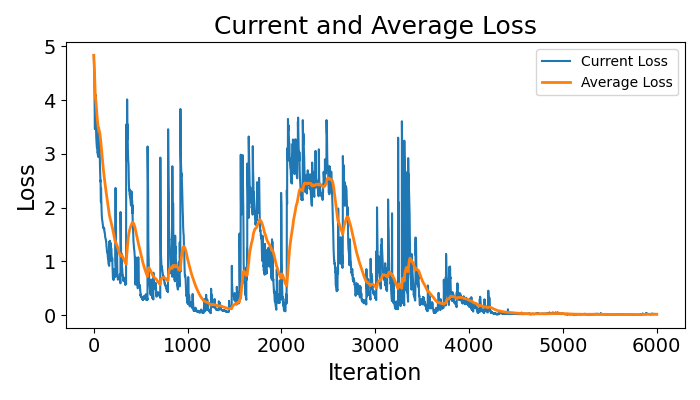 Current and Average Loss
Current Loss
Average Loss
Loss
5
4
3
2
1
0
0 1000 2000 3000 4000 5000 6000
Iteration